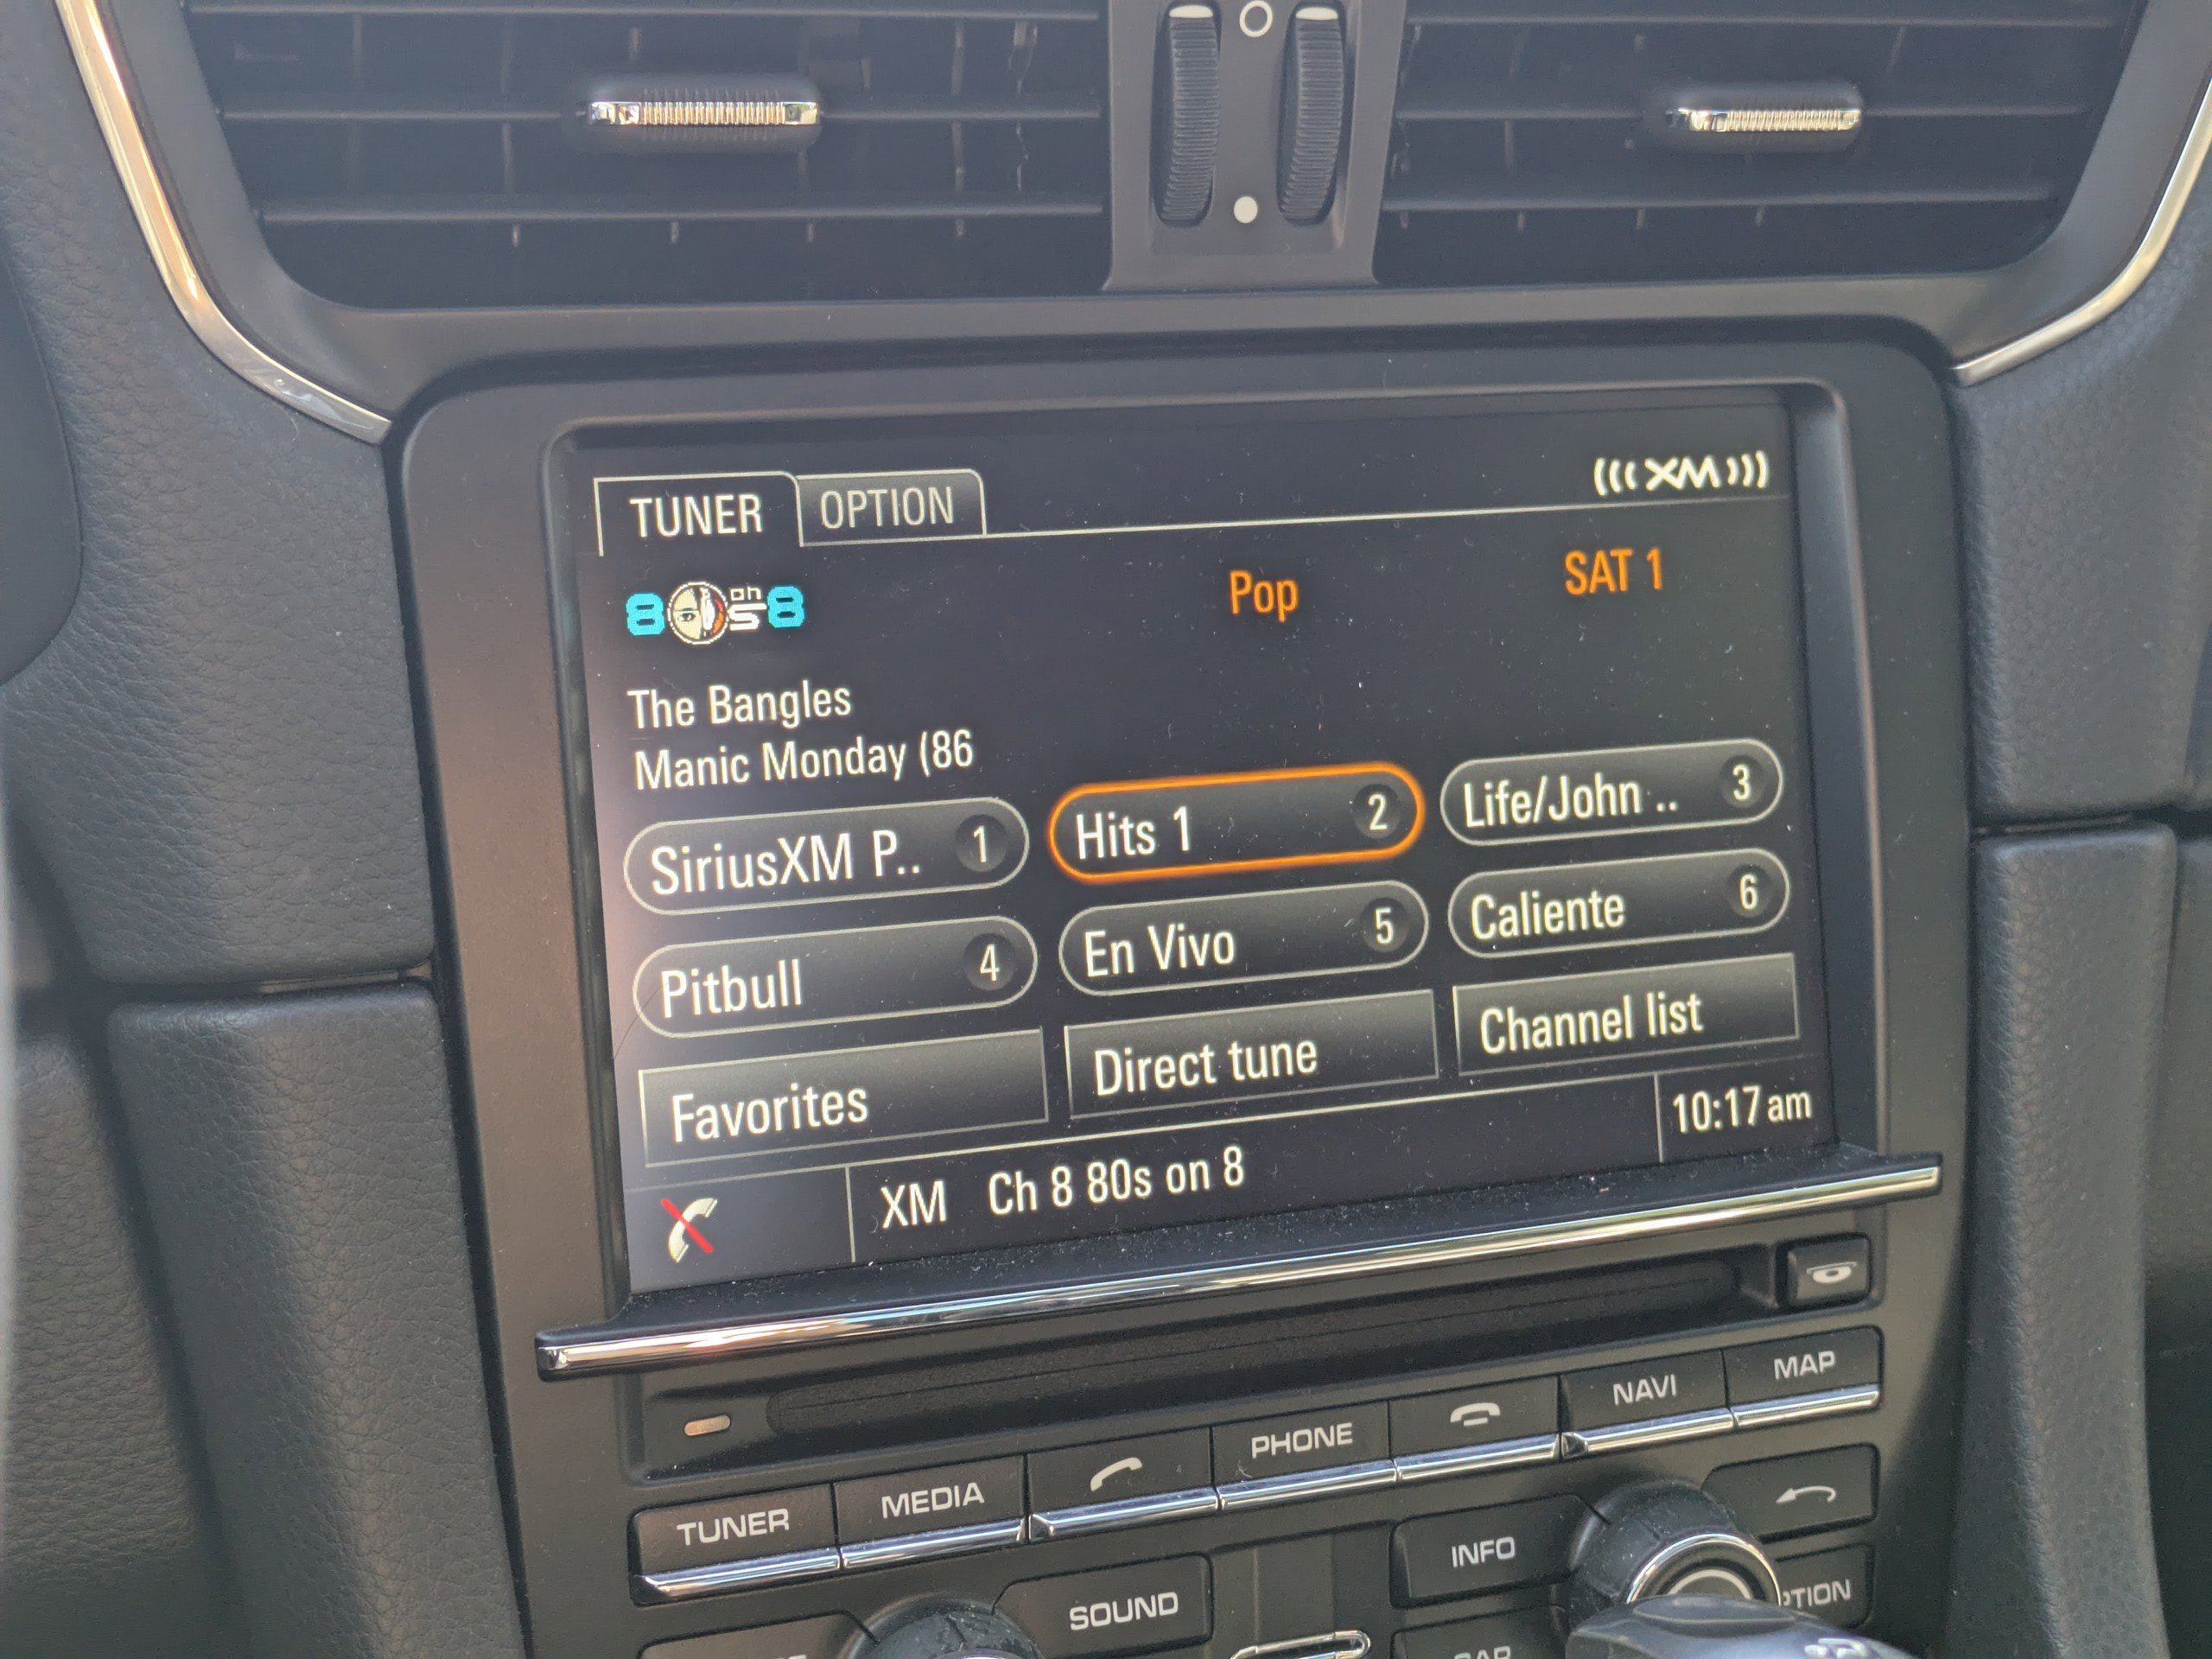 TUNER OPTION (((XM)))
80s on 8 Pop SAT 1
The Bangles
Manic Monday (86
SiriusXM P.. 1 Hits 1 2 Life/John .. 3
Pitbull 4 En Vivo 5 Caliente 6
Favorites Direct tune Channel list
XM Ch 8 80s on 8 10:17 am
TUNER MEDIA PHONE NAVI MAP
SOUND INFO